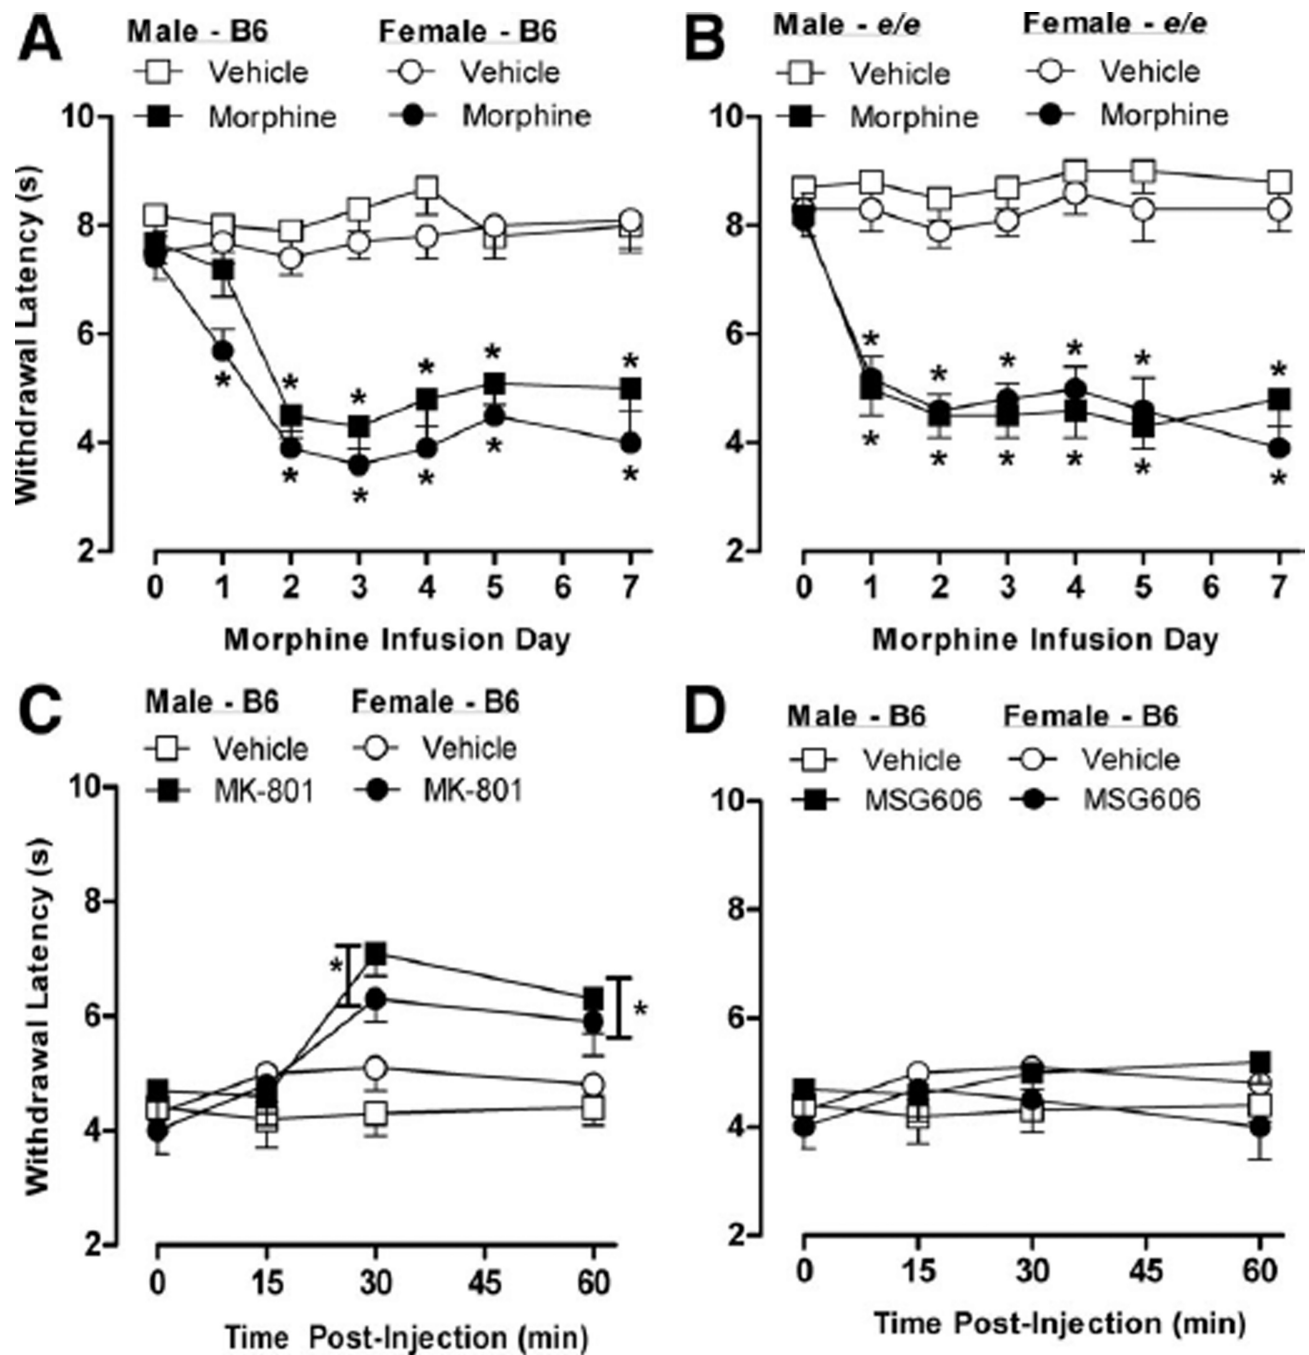 A
Male - B6 Female - B6
Vehicle Vehicle
Morphine Morphine
10
8
6
4
2
Withdrawal Latency (s)
* * * * * *
* * * * * *
0 1 2 3 4 5 6 7
Morphine Infusion Day
B
Male - e/e Female - e/e
Vehicle Vehicle
Morphine Morphine
10
8
6
4
2
* * * * * *
* * * * * *
0 1 2 3 4 5 6 7
Morphine Infusion Day
C
Male - B6 Female - B6
Vehicle Vehicle
MK-801 MK-801
10
8
6
4
2
Withdrawal Latency (s)
* *
0 15 30 45 60
Time Post-Injection (min)
D
Male - B6 Female - B6
Vehicle Vehicle
MSG606 MSG606
10
8
6
4
2
0 15 30 45 60
Time Post-Injection (min)